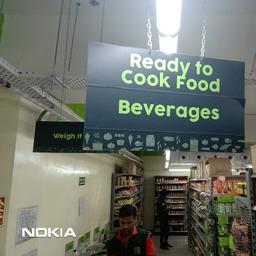 Ready to
Cook Food
Beverages
Weigh It
NOKIA